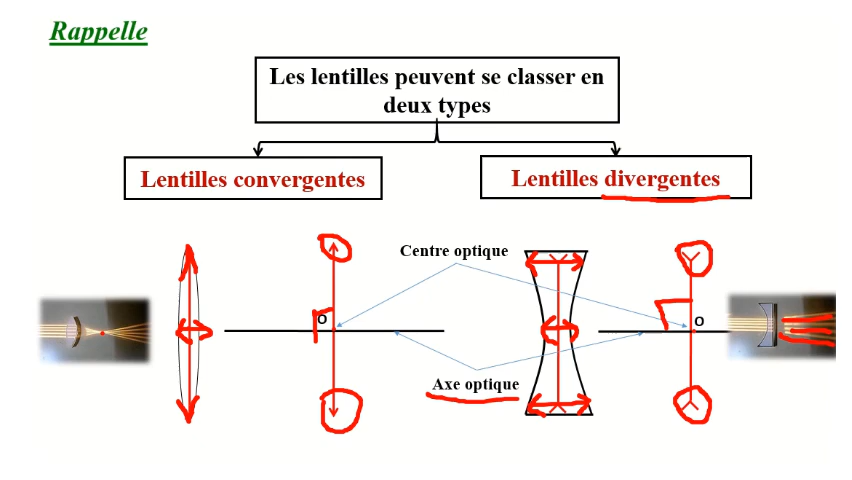 Rappelle
Les lentilles peuvent se classer en
deux types
Lentilles convergentes
Lentilles divergentes
Centre optique
O
O
Axe optique